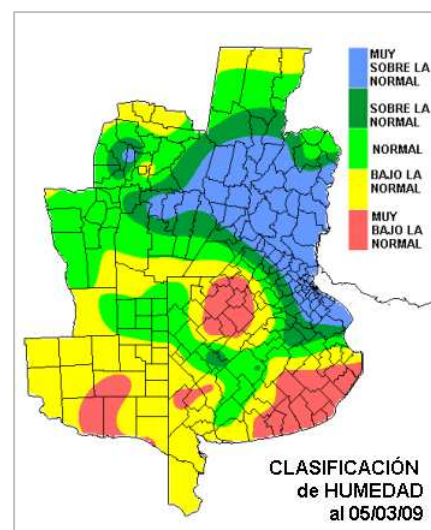 MUY
SOBRE LA
NORMAL
SOBRE LA
NORMAL
NORMAL
BAJO LA
NORMAL
MUY
BAJO LA
NORMAL
CLASIFICACIÓN
de HUMEDAD
al 05/03/09